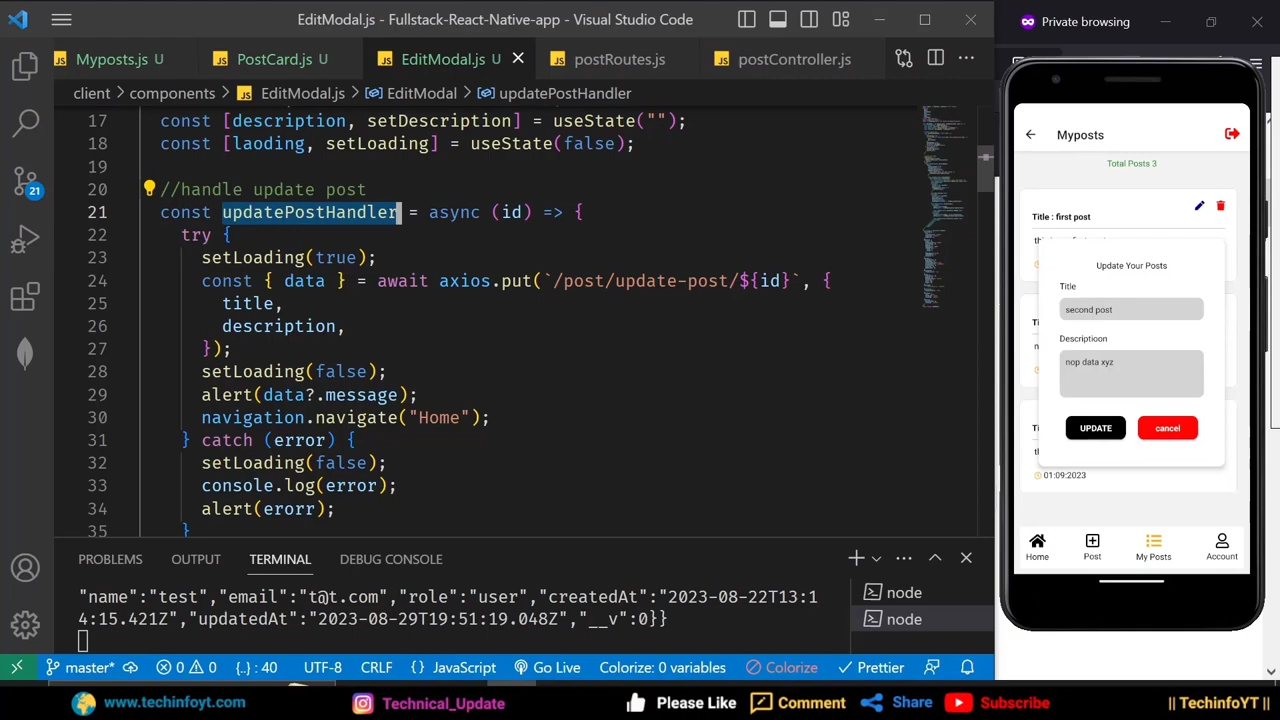 EditModal.js - Fullstack-React-Native-app - Visual Studio Code
Private browsing
Myposts.js U
PostCard.js U
EditModal.js U
postRoutes.js
postController.js
client > components > EditModal.js > EditModal > updatePostHandler
17 const [description, setDescription] = useState("");
18 const [loading, setLoading] = useState(false);
19
20 //handle update post
21 const updatePostHandler = async (id) => {
22 try {
23 setLoading(true);
24 const { data } = await axios.put(`/post/update-post/${id}`, {
25 title,
26 description,
27 });
28 setLoading(false);
29 alert(data?.message);
30 navigation.navigate("Home");
31 } catch (error) {
32 setLoading(false);
33 console.log(error);
34 alert(erorr);
35 }
21
PROBLEMS OUTPUT TERMINAL DEBUG CONSOLE
"name":"test","email":"t@t.com","role":"user","createdAt":"2023-08-22T13:1
4:15.421Z","updatedAt":"2023-08-29T19:51:19.048Z","__v":0}}
node
node
master* 0 0 {..} : 40 UTF-8 CRLF {} JavaScript Go Live Colorize: 0 variables Colorize Prettier
Myposts
Total Posts 3
Title : first post
Update Your Posts
Title
second post
Descriptioon
nop data xyz
UPDATE
cancel
01:09:2023
Home
Post
My Posts
Account
www.techinfoyt.com
Technical_Update
Please Like
Comment
Share
Subscribe
|| TechinfoYT ||